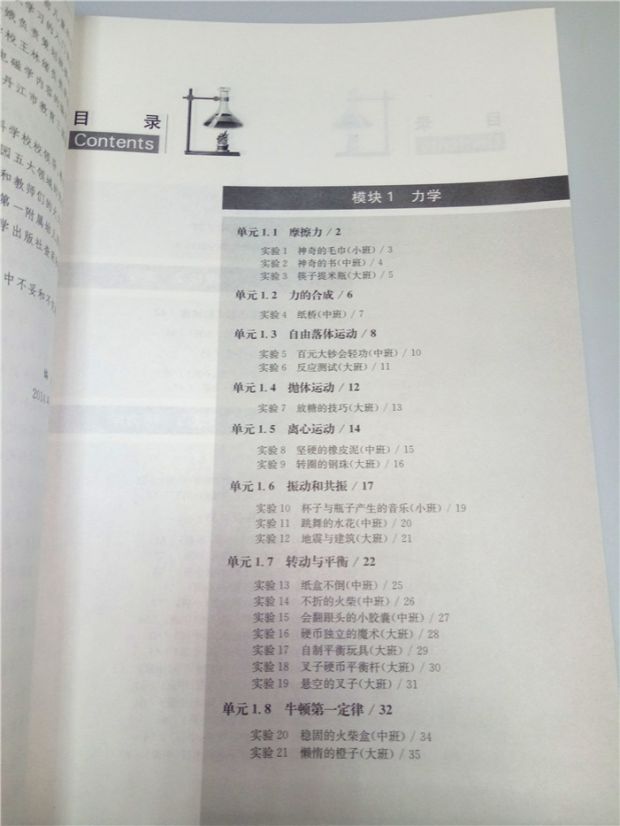 目 录
Contents
模块1 力学
单元1.1 摩擦力 / 2
实验1 神奇的毛巾(小班) / 3
实验2 神奇的书(中班) / 4
实验3 筷子提米瓶(大班) / 5
单元1.2 力的合成 / 6
实验4 纸桥(中班) / 7
单元1.3 自由落体运动 / 8
实验5 百元大钞会轻功(中班) / 10
实验6 反应测试(大班) / 11
单元1.4 抛体运动 / 12
实验7 放糖的技巧(大班) / 13
单元1.5 离心运动 / 14
实验8 坚硬的橡皮泥(中班) / 15
实验9 转圈的钢珠(大班) / 16
单元1.6 振动和共振 / 17
实验10 杯子与瓶子产生的音乐(小班) / 19
实验11 跳舞的水花(中班) / 20
实验12 地震与建筑(大班) / 21
单元1.7 转动与平衡 / 22
实验13 纸盒不倒(中班) / 25
实验14 不折的火柴(中班) / 26
实验15 会翻跟头的小胶囊(中班) / 27
实验16 硬币独立的魔术(大班) / 28
实验17 自制平衡玩具(大班) / 29
实验18 叉子硬币平衡杆(大班) / 30
实验19 悬空的叉子(大班) / 31
单元1.8 牛顿第一定律 / 32
实验20 稳固的火柴盒(中班) / 34
实验21 懒惰的橙子(大班) / 35